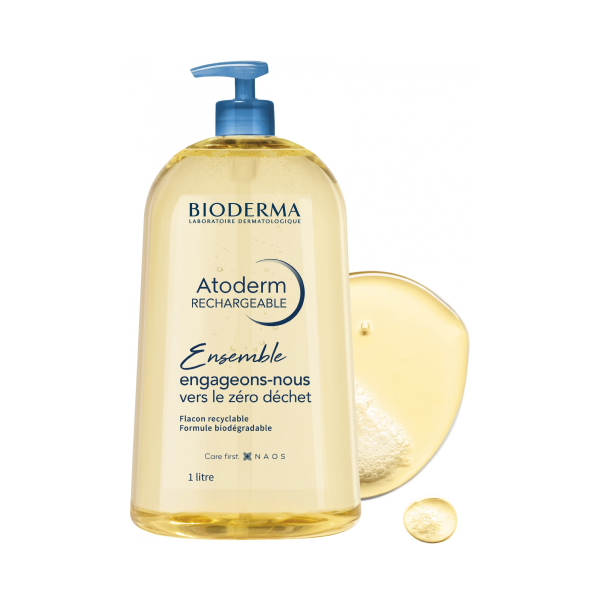 BIODERMA
LABORATOIRE DERMATOLOGIQUE
Atoderm
RECHARGEABLE
Ensemble
engageons-nous
vers le zéro déchet
Flacon recyclable
Formule biodégradable
Care first. NAOS
1 litre